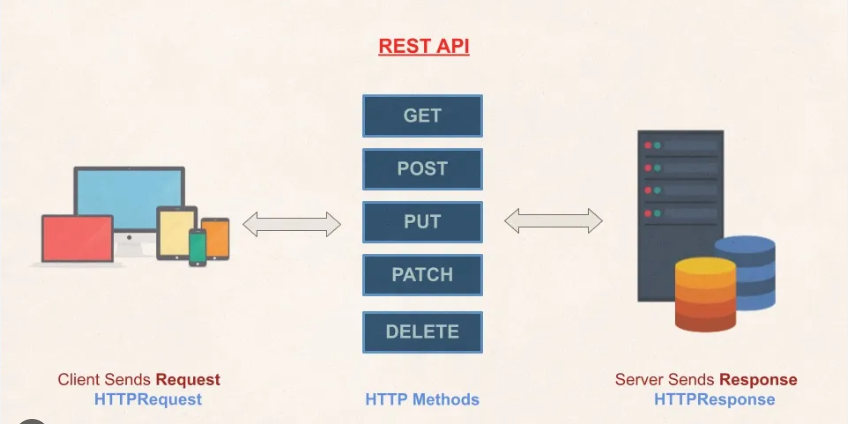 REST API
GET
POST
PUT
PATCH
DELETE
Client Sends Request
HTTPRequest
HTTP Methods
Server Sends Response
HTTPResponse